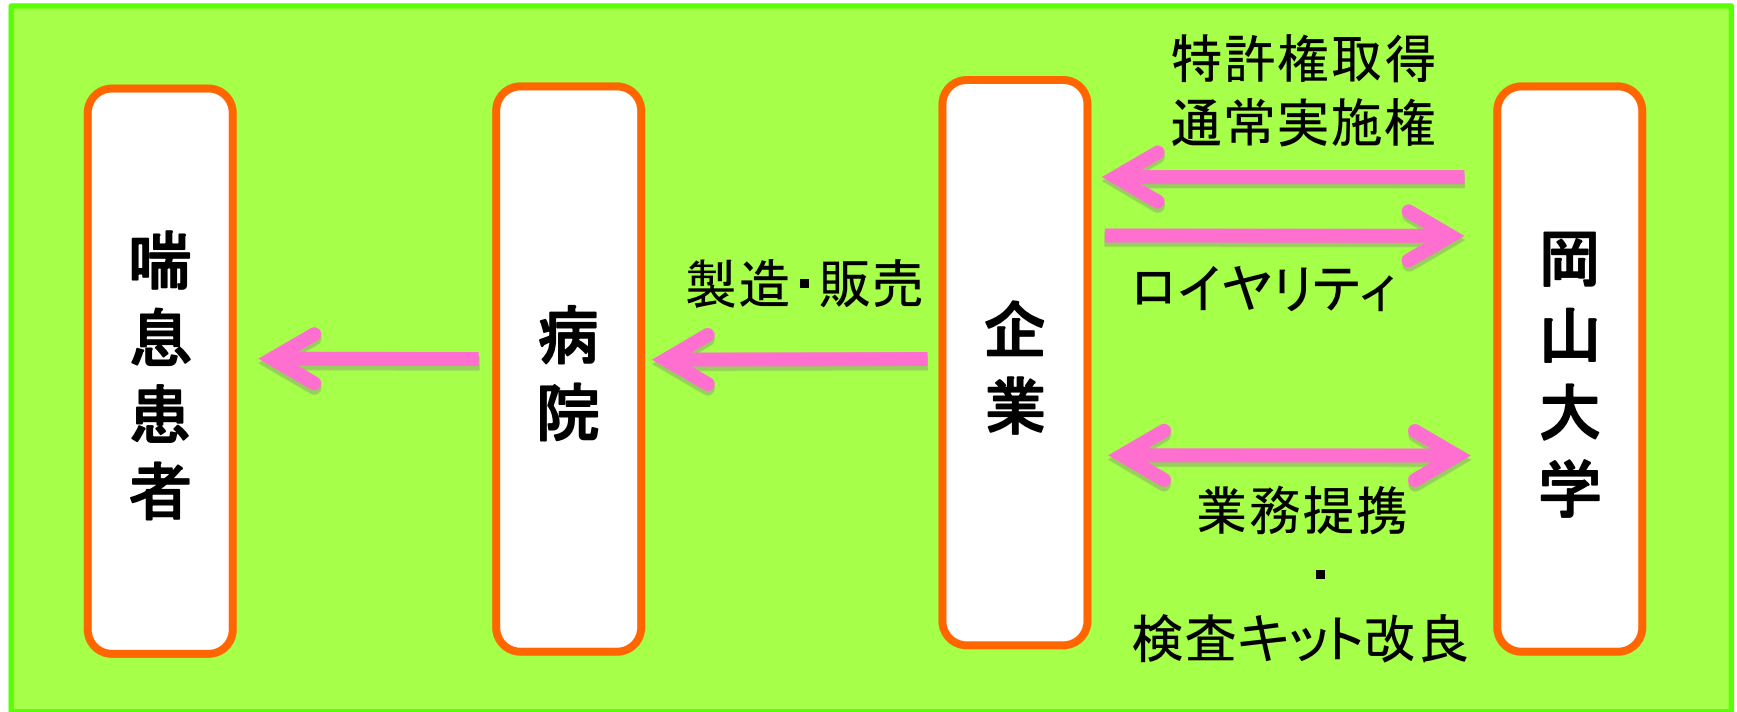 喘息患者
病院
製造・販売
企業
特許権取得
通常実施権
ロイヤリティ
業務提携
・
検査キット改良
岡山大学